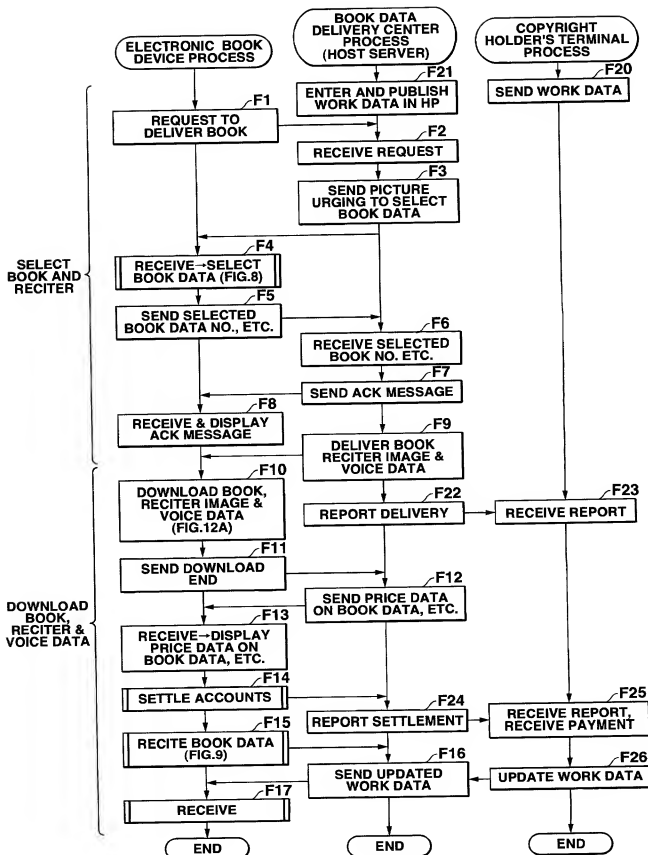 ELECTRONIC BOOK
DEVICE PROCESS
BOOK DATA
DELIVERY CENTER
PROCESS
(HOST SERVER)
COPYRIGHT
HOLDER'S TERMINAL
PROCESS
F21
ENTER AND PUBLISH
WORK DATA IN HP
F20
SEND WORK DATA
F1
REQUEST TO
DELIVER BOOK
F2
RECEIVE REQUEST
F3
SEND PICTURE
URGING TO SELECT
BOOK DATA
SELECT
BOOK AND
RECITER
F4
RECEIVE→SELECT
BOOK DATA (FIG.8)
F5
SEND SELECTED
BOOK DATA NO., ETC.
F6
RECEIVE SELECTED
BOOK NO. ETC.
F7
SEND ACK MESSAGE
F8
RECEIVE & DISPLAY
ACK MESSAGE
F9
DELIVER BOOK
RECITER IMAGE &
VOICE DATA
F10
DOWNLOAD BOOK,
RECITER IMAGE &
VOICE DATA
(FIG.12A)
F22
REPORT DELIVERY
F23
RECEIVE REPORT
F11
SEND DOWNLOAD
END
F12
SEND PRICE DATA
ON BOOK DATA, ETC.
DOWNLOAD
BOOK,
RECITER &
VOICE DATA
F13
RECEIVE→DISPLAY
PRICE DATA ON
BOOK DATA, ETC.
F14
SETTLE ACCOUNTS
F24
REPORT SETTLEMENT
F25
RECEIVE REPORT,
RECEIVE PAYMENT
F15
RECITE BOOK DATA
(FIG.9)
F16
SEND UPDATED
WORK DATA
F26
UPDATE WORK DATA
F17
RECEIVE
END
END
END